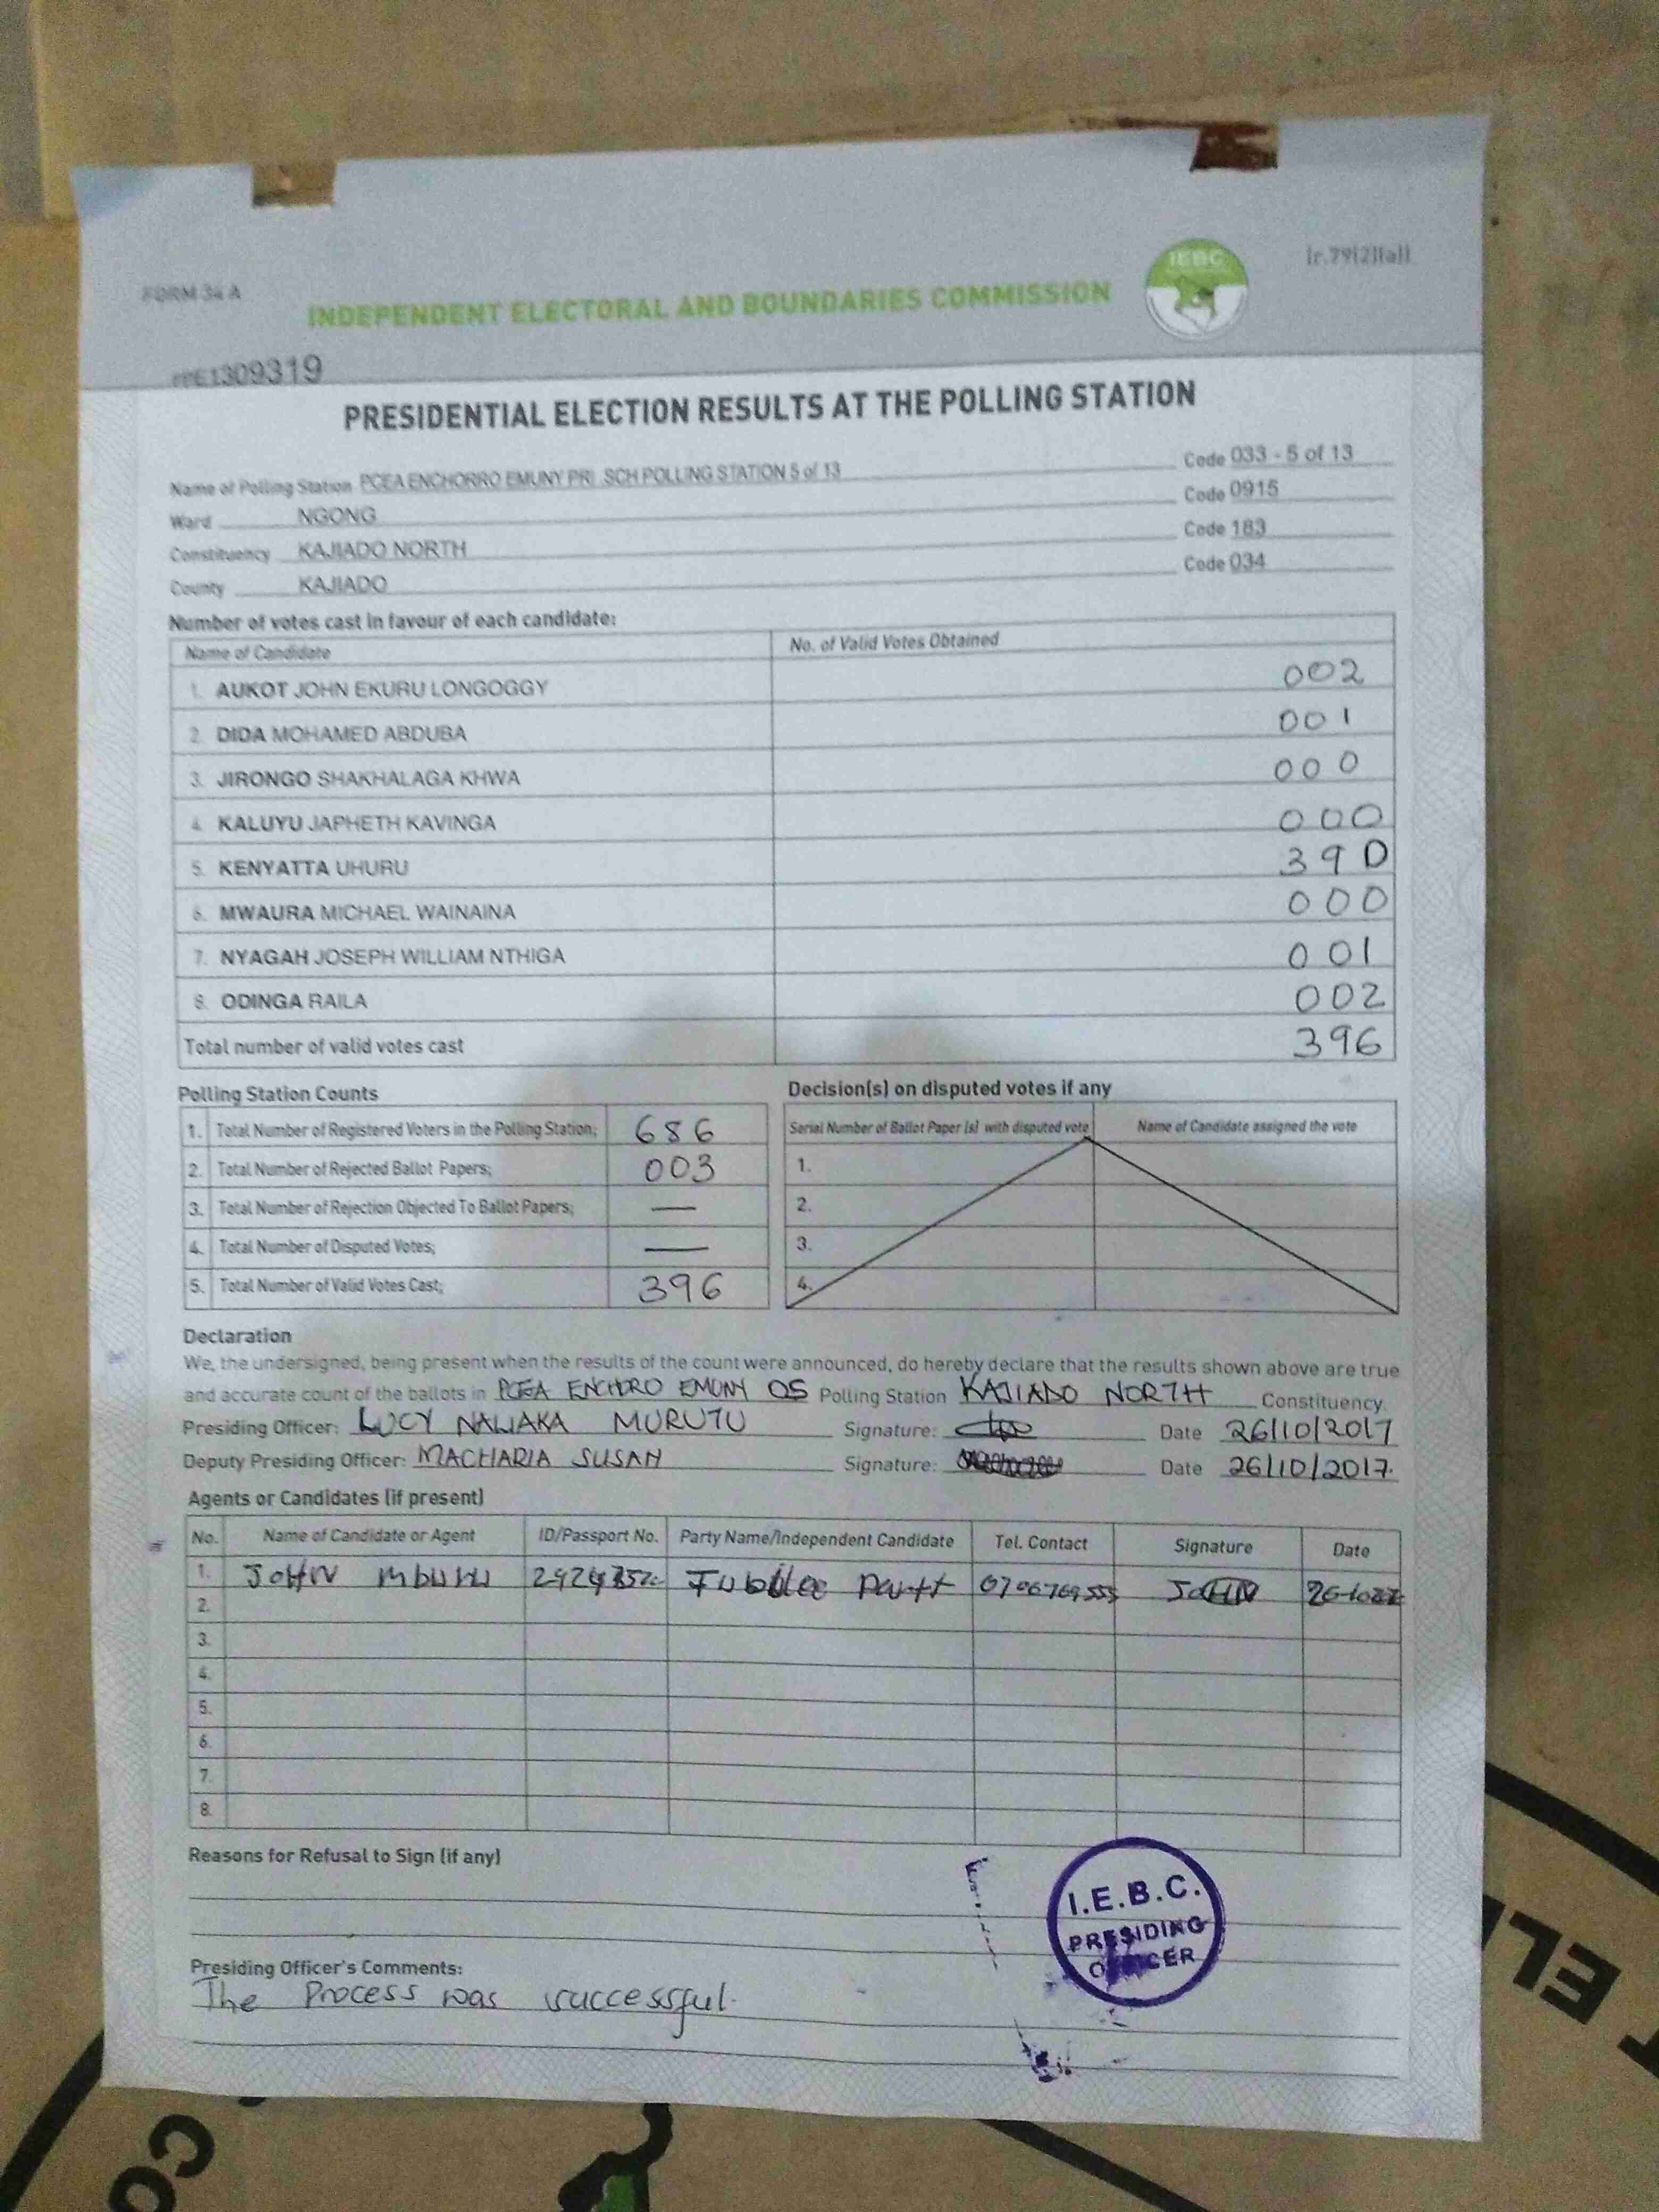 FORM 34 A
INDEPENDENT ELECTORAL AND BOUNDARIES COMMISSION
IEBC
(r.79(2)(a))
1309319
PRESIDENTIAL ELECTION RESULTS AT THE POLLING STATION
Name of Polling Station PCEA ENCHORRO EMUNY PRI SCH POLLING STATION 5 of 13 Code 033 - 5 of 13
Ward NGONG Code 0915
Constituency KAJIADO NORTH Code 183
County KAJIADO Code 034
Number of votes cast in favour of each candidate:
Name of Candidate No. of Valid Votes Obtained
1. AUKOT JOHN EKURU LONGOGGY 002
2. DIDA MOHAMED ABDUBA 001
3. JIRONGO SHAKHALAGA KHWA 000
4. KALUYU JAPHETH KAVINGA 000
5. KENYATTA UHURU 390
6. MWAURA MICHAEL WAINAINA 000
7. NYAGAH JOSEPH WILLIAM NTHIGA 001
8. ODINGA RAILA 002
Total number of valid votes cast 396
Polling Station Counts
1. Total Number of Registered Voters in the Polling Station; 686
2. Total Number of Rejected Ballot Papers; 003
3. Total Number of Rejection Objected To Ballot Papers; —
4. Total Number of Disputed Votes; —
5. Total Number of Valid Votes Cast; 396
Decision(s) on disputed votes if any
Serial Number of Ballot Paper (s) with disputed vote Name of Candidate assigned the vote
1.
2.
3.
4.
Declaration
We, the undersigned, being present when the results of the count were announced, do hereby declare that the results shown above are true
and accurate count of the ballots in PCEA ENCHORO EMUNY 05 Polling Station KAJIADO NORTH Constituency.
Presiding Officer: LUCY NALIAKA MURUTU Signature: Date 26/10/2017
Deputy Presiding Officer: MACHARIA SUSAN Signature: Date 26/10/2017.
Agents or Candidates (if present)
No. Name of Candidate or Agent ID/Passport No. Party Name/Independent Candidate Tel. Contact Signature Date
1. JOHN mburu Jubilee Party 0706769555 JOHN
2.
3.
4.
5.
6.
7.
8.
Reasons for Refusal to Sign (if any)
I.E.B.C.
PRESIDING
OFFICER
Presiding Officer's Comments:
The Process was successful.